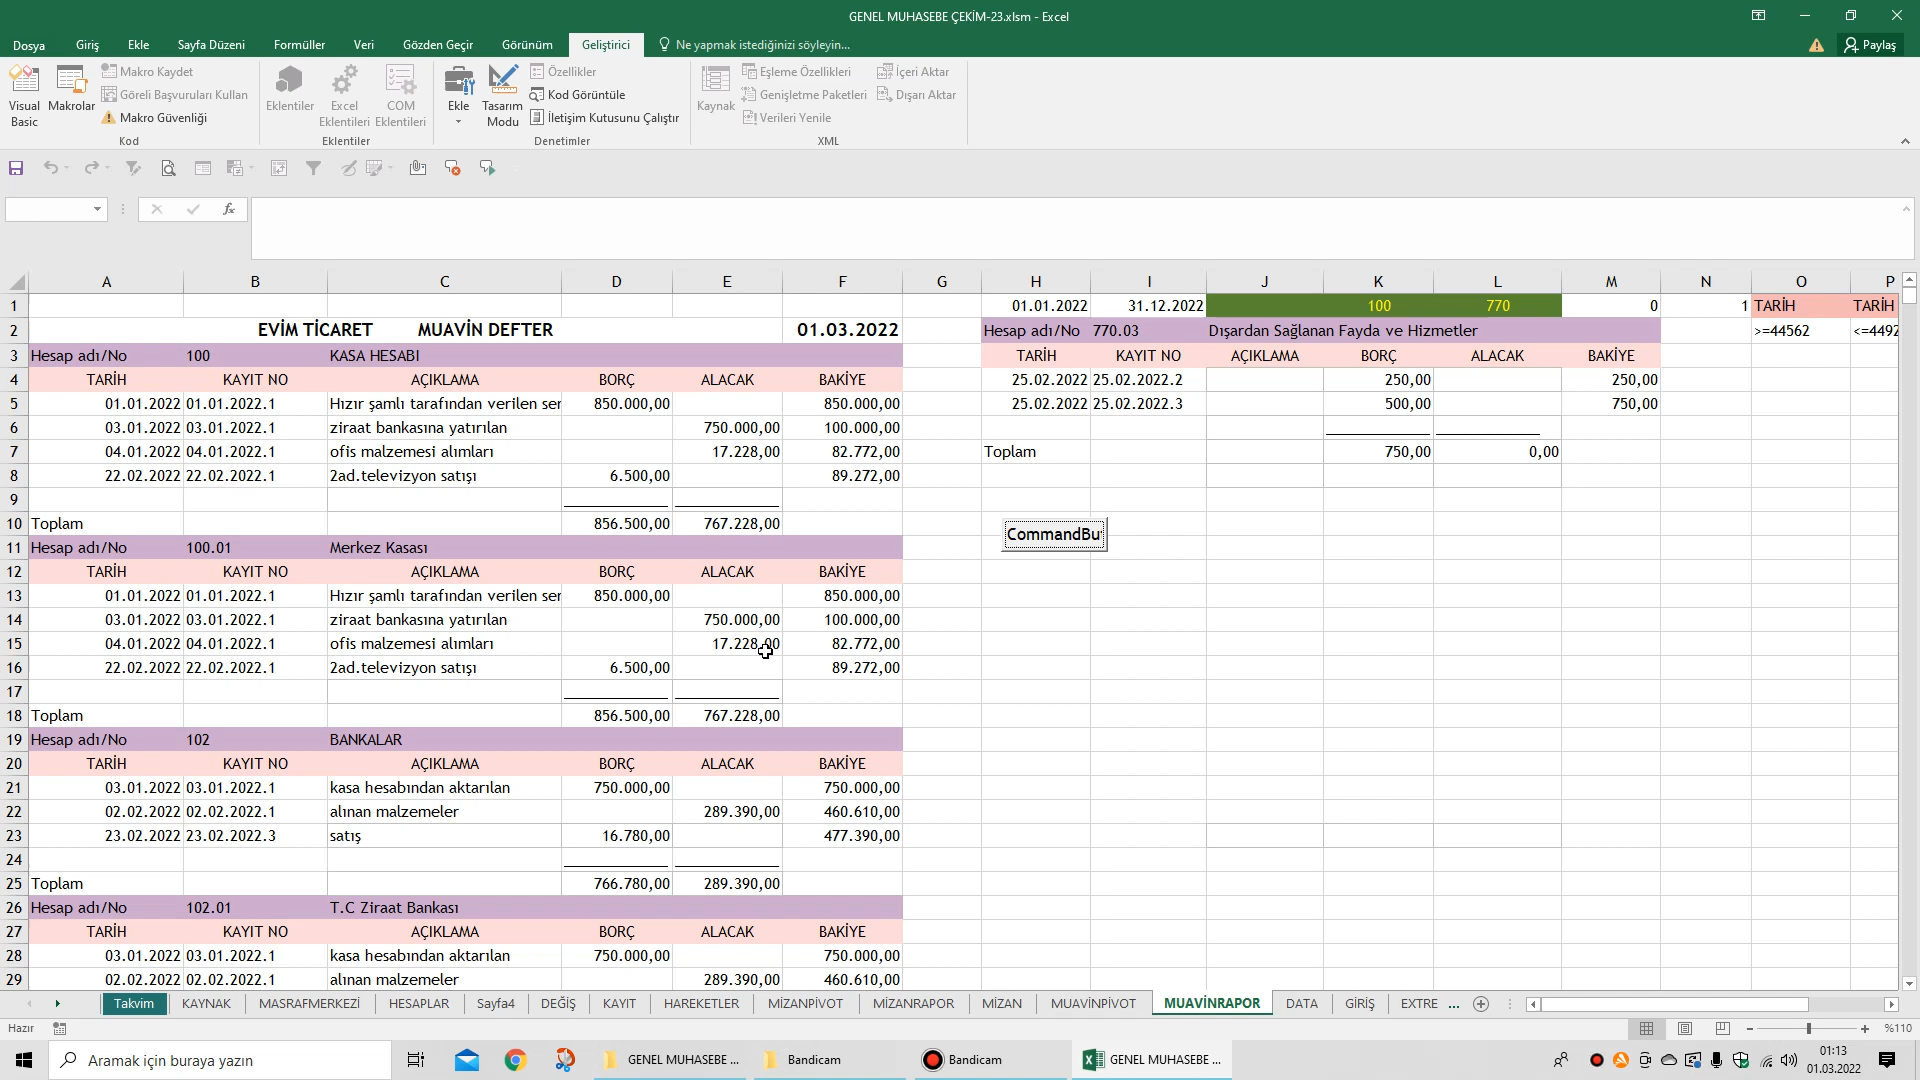 GENEL MUHASEBE ÇEKİM-23.xlsm - Excel
Dosya Giriş Ekle Sayfa Düzeni Formüller Veri Gözden Geçir Görünüm Geliştirici Ne yapmak istediğinizi söyleyin... Paylaş
Visual Basic
Makrolar
Makro Kaydet
Göreli Başvuruları Kullan
Makro Güvenliği
Kod
Eklentiler
Excel Eklentileri
COM Eklentileri
Eklentiler
Ekle
Tasarım Modu
Özellikler
Kod Görüntüle
İletişim Kutusunu Çalıştır
Denetimler
Kaynak
Eşleme Özellikleri
Genişletme Paketleri
Verileri Yenile
İçeri Aktar
Dışarı Aktar
XML
fx
A B C D E F G H I J K L M N O P
1 01.01.2022 31.12.2022 100 770 0 1 TARİH TARİH
2 EVİM TİCARET MUAVİN DEFTER 01.03.2022 Hesap adı/No 770.03 Dışardan Sağlanan Fayda ve Hizmetler >=44562 <=4492
3 Hesap adı/No 100 KASA HESABI TARİH KAYIT NO AÇIKLAMA BORÇ ALACAK BAKİYE
4 TARİH KAYIT NO AÇIKLAMA BORÇ ALACAK BAKİYE 25.02.2022 25.02.2022.2 250,00 250,00
5 01.01.2022 01.01.2022.1 Hızır şamlı tarafından verilen ser 850.000,00 850.000,00 25.02.2022 25.02.2022.3 500,00 750,00
6 03.01.2022 03.01.2022.1 ziraat bankasına yatırılan 750.000,00 100.000,00
7 04.01.2022 04.01.2022.1 ofis malzemesi alımları 17.228,00 82.772,00 Toplam 750,00 0,00
8 22.02.2022 22.02.2022.1 2ad.televizyon satışı 6.500,00 89.272,00
9
10 Toplam 856.500,00 767.228,00 CommandBu
11 Hesap adı/No 100.01 Merkez Kasası
12 TARİH KAYIT NO AÇIKLAMA BORÇ ALACAK BAKİYE
13 01.01.2022 01.01.2022.1 Hızır şamlı tarafından verilen ser 850.000,00 850.000,00
14 03.01.2022 03.01.2022.1 ziraat bankasına yatırılan 750.000,00 100.000,00
15 04.01.2022 04.01.2022.1 ofis malzemesi alımları 17.228,00 82.772,00
16 22.02.2022 22.02.2022.1 2ad.televizyon satışı 6.500,00 89.272,00
17
18 Toplam 856.500,00 767.228,00
19 Hesap adı/No 102 BANKALAR
20 TARİH KAYIT NO AÇIKLAMA BORÇ ALACAK BAKİYE
21 03.01.2022 03.01.2022.1 kasa hesabından aktarılan 750.000,00 750.000,00
22 02.02.2022 02.02.2022.1 alınan malzemeler 289.390,00 460.610,00
23 23.02.2022 23.02.2022.3 satış 16.780,00 477.390,00
24
25 Toplam 766.780,00 289.390,00
26 Hesap adı/No 102.01 T.C Ziraat Bankası
27 TARİH KAYIT NO AÇIKLAMA BORÇ ALACAK BAKİYE
28 03.01.2022 03.01.2022.1 kasa hesabından aktarılan 750.000,00 750.000,00
29 02.02.2022 02.02.2022.1 alınan malzemeler 289.390,00 460.610,00
Takvim KAYNAK MASRAFMERKEZİ HESAPLAR Sayfa4 DEĞİŞ KAYIT HAREKETLER MİZANPİVOT MİZANRAPOR MİZAN MUAVİNPİVOT MUAVİNRAPOR DATA GİRİŞ EXTRE ...
Hazır %110
Aramak için buraya yazın GENEL MUHASEBE ... Bandicam Bandicam GENEL MUHASEBE ... 01:13
01.03.2022